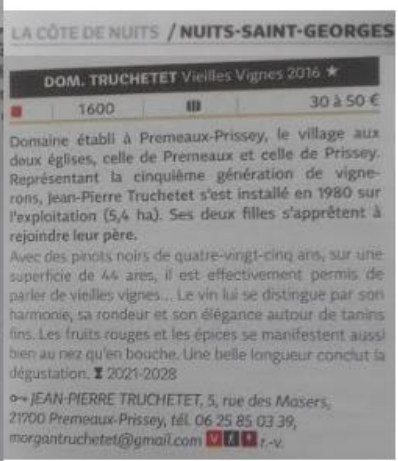 LA CÔTE DE NUITS / NUITS-SAINT-GEORGES
DOM. TRUCHETET Vieilles Vignes 2016 ★
1600 30 à 50 €
Domaine établi à Premeaux-Prissey, le village aux
deux églises, celle de Premeaux et celle de Prissey.
Représentant la cinquième génération de vigne-
rons, Jean-Pierre Truchetet s'est installé en 1980 sur
l'exploitation (5,4 ha). Ses deux filles s'apprêtent à
rejoindre leur père.
Avec des pinots noirs de quatre-vingt-cinq ans, sur une
superficie de 44 ares, il est effectivement permis de
parler de vieilles vignes... Le vin lui se distingue par son
harmonie, sa rondeur et son élégance autour de tanins
fins. Les fruits rouges et les épices se manifestent aussi
bien au nez qu'en bouche. Une belle longueur conclut la
dégustation. 2021-2028
JEAN-PIERRE TRUCHETET, 5, rue des Masers,
21700 Premeaux-Prissey, tél. 06 25 85 03 39,
morgantruchetet@gmail.com r.-v.